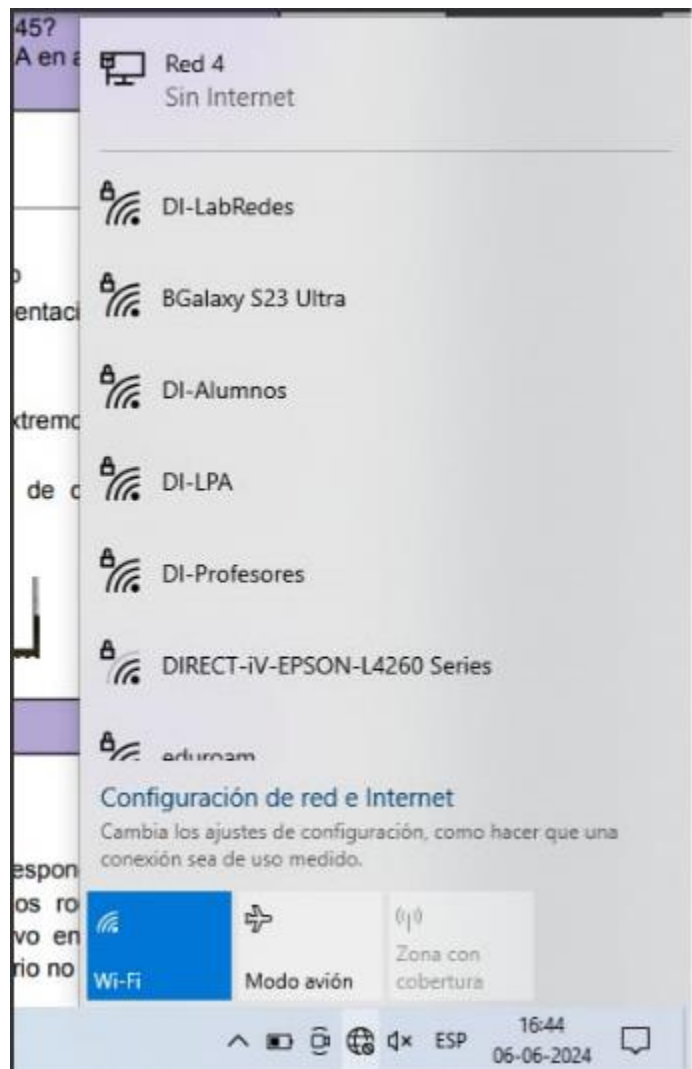 45?
A en a
Red 4
Sin Internet
DI-LabRedes
BGalaxy S23 Ultra
entaci
DI-Alumnos
xtremo
DI-LPA
de c
DI-Profesores
DIRECT-iV-EPSON-L4260 Series
eduroam
Configuración de red e Internet
Cambia los ajustes de configuración, como hacer que una
conexión sea de uso medido.
espon
os ro
vo en
rio no
Wi-Fi
Modo avión
Zona con
cobertura
ESP
16:44
06-06-2024